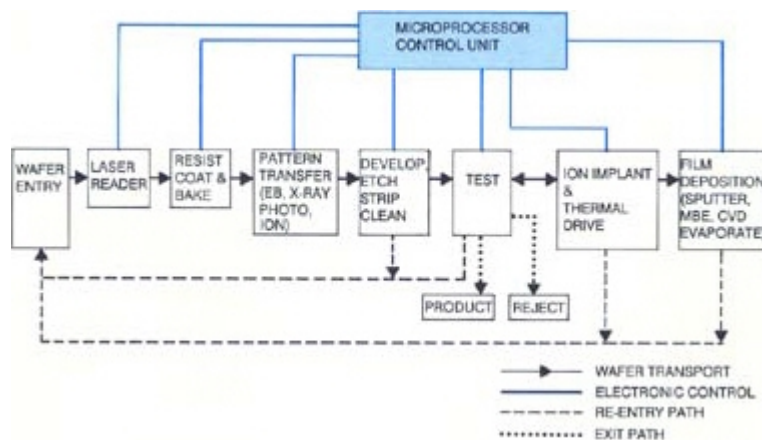 MICROPROCESSOR
CONTROL UNIT
WAFER
ENTRY
LASER
READER
RESIST
COAT &
BAKE
PATTERN
TRANSFER
(EB, X-RAY
PHOTO,
ION)
DEVELOP,
ETCH
STRIP
CLEAN
TEST
ION IMPLANT
&
THERMAL
DRIVE
FILM
DEPOSITION
(SPUTTER,
MBE, CVD
EVAPORATE)
PRODUCT
REJECT
WAFER TRANSPORT
ELECTRONIC CONTROL
RE-ENTRY PATH
EXIT PATH